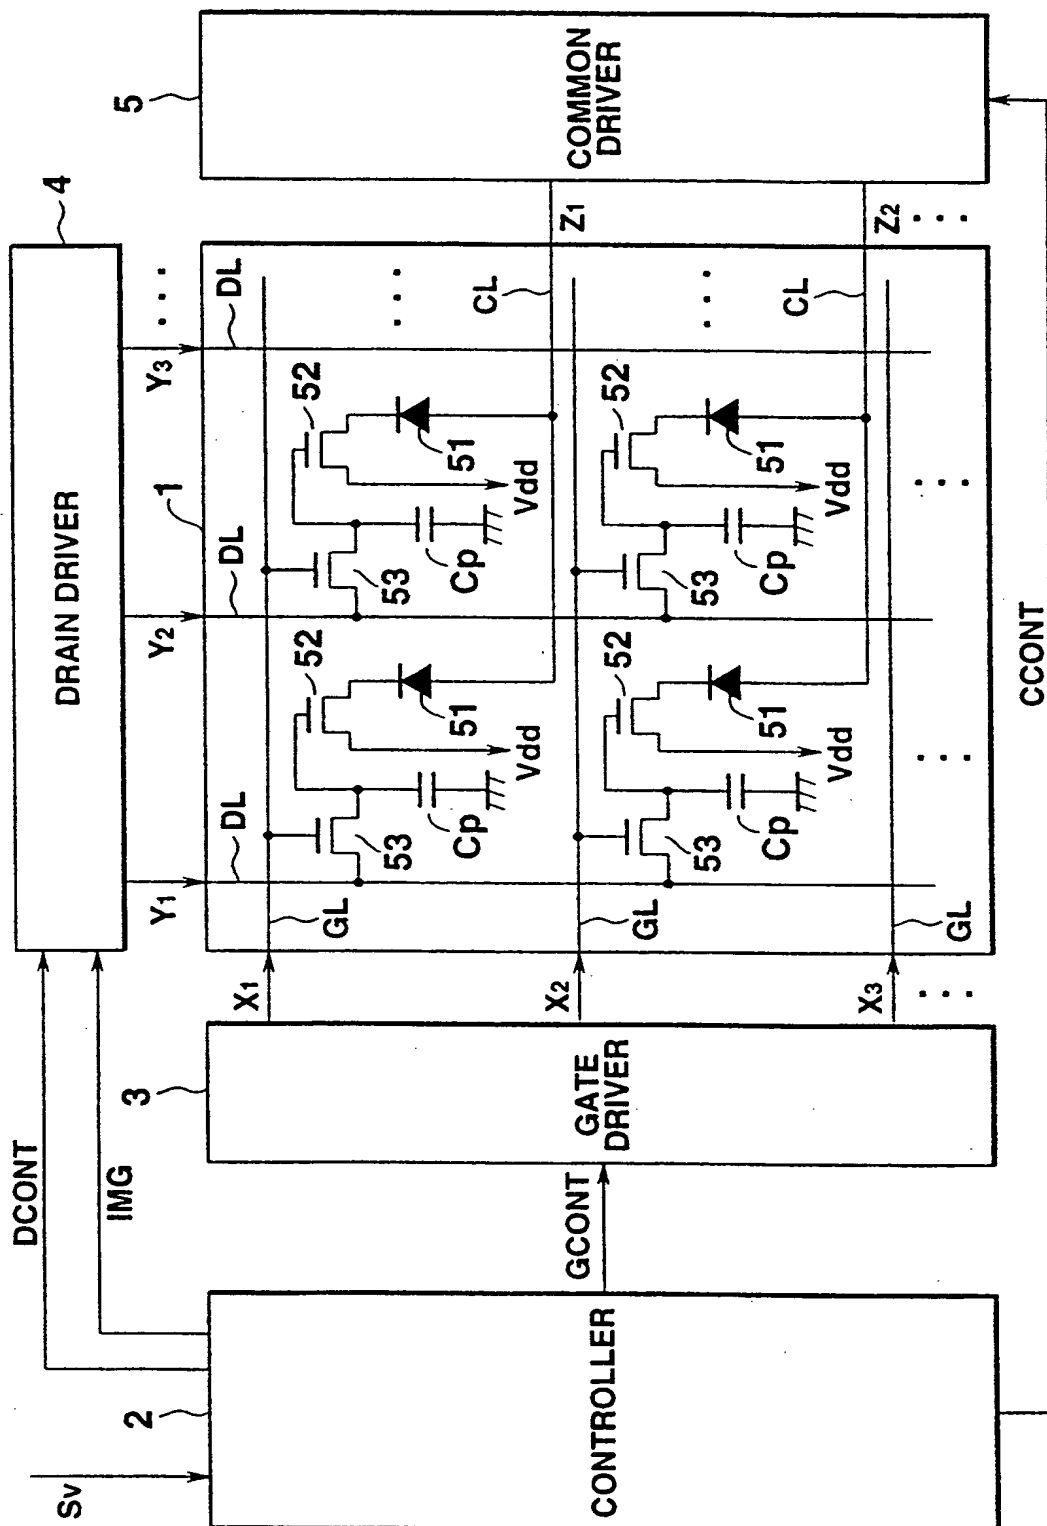 Sv
2
CONTROLLER
DCONT
IMG
GCONT
CCONT
3
GATE DRIVER
X1
X2
X3
. . .
4
DRAIN DRIVER
Y1
Y2
Y3
. . .
1
DL
DL
DL
GL
GL
GL
53
Cp
52
51
Vdd
53
Cp
52
51
Vdd
. . .
53
Cp
52
51
Vdd
53
Cp
52
51
Vdd
. . .
. . .
. . .
CL
CL
Z1
Z2
. . .
5
COMMON DRIVER